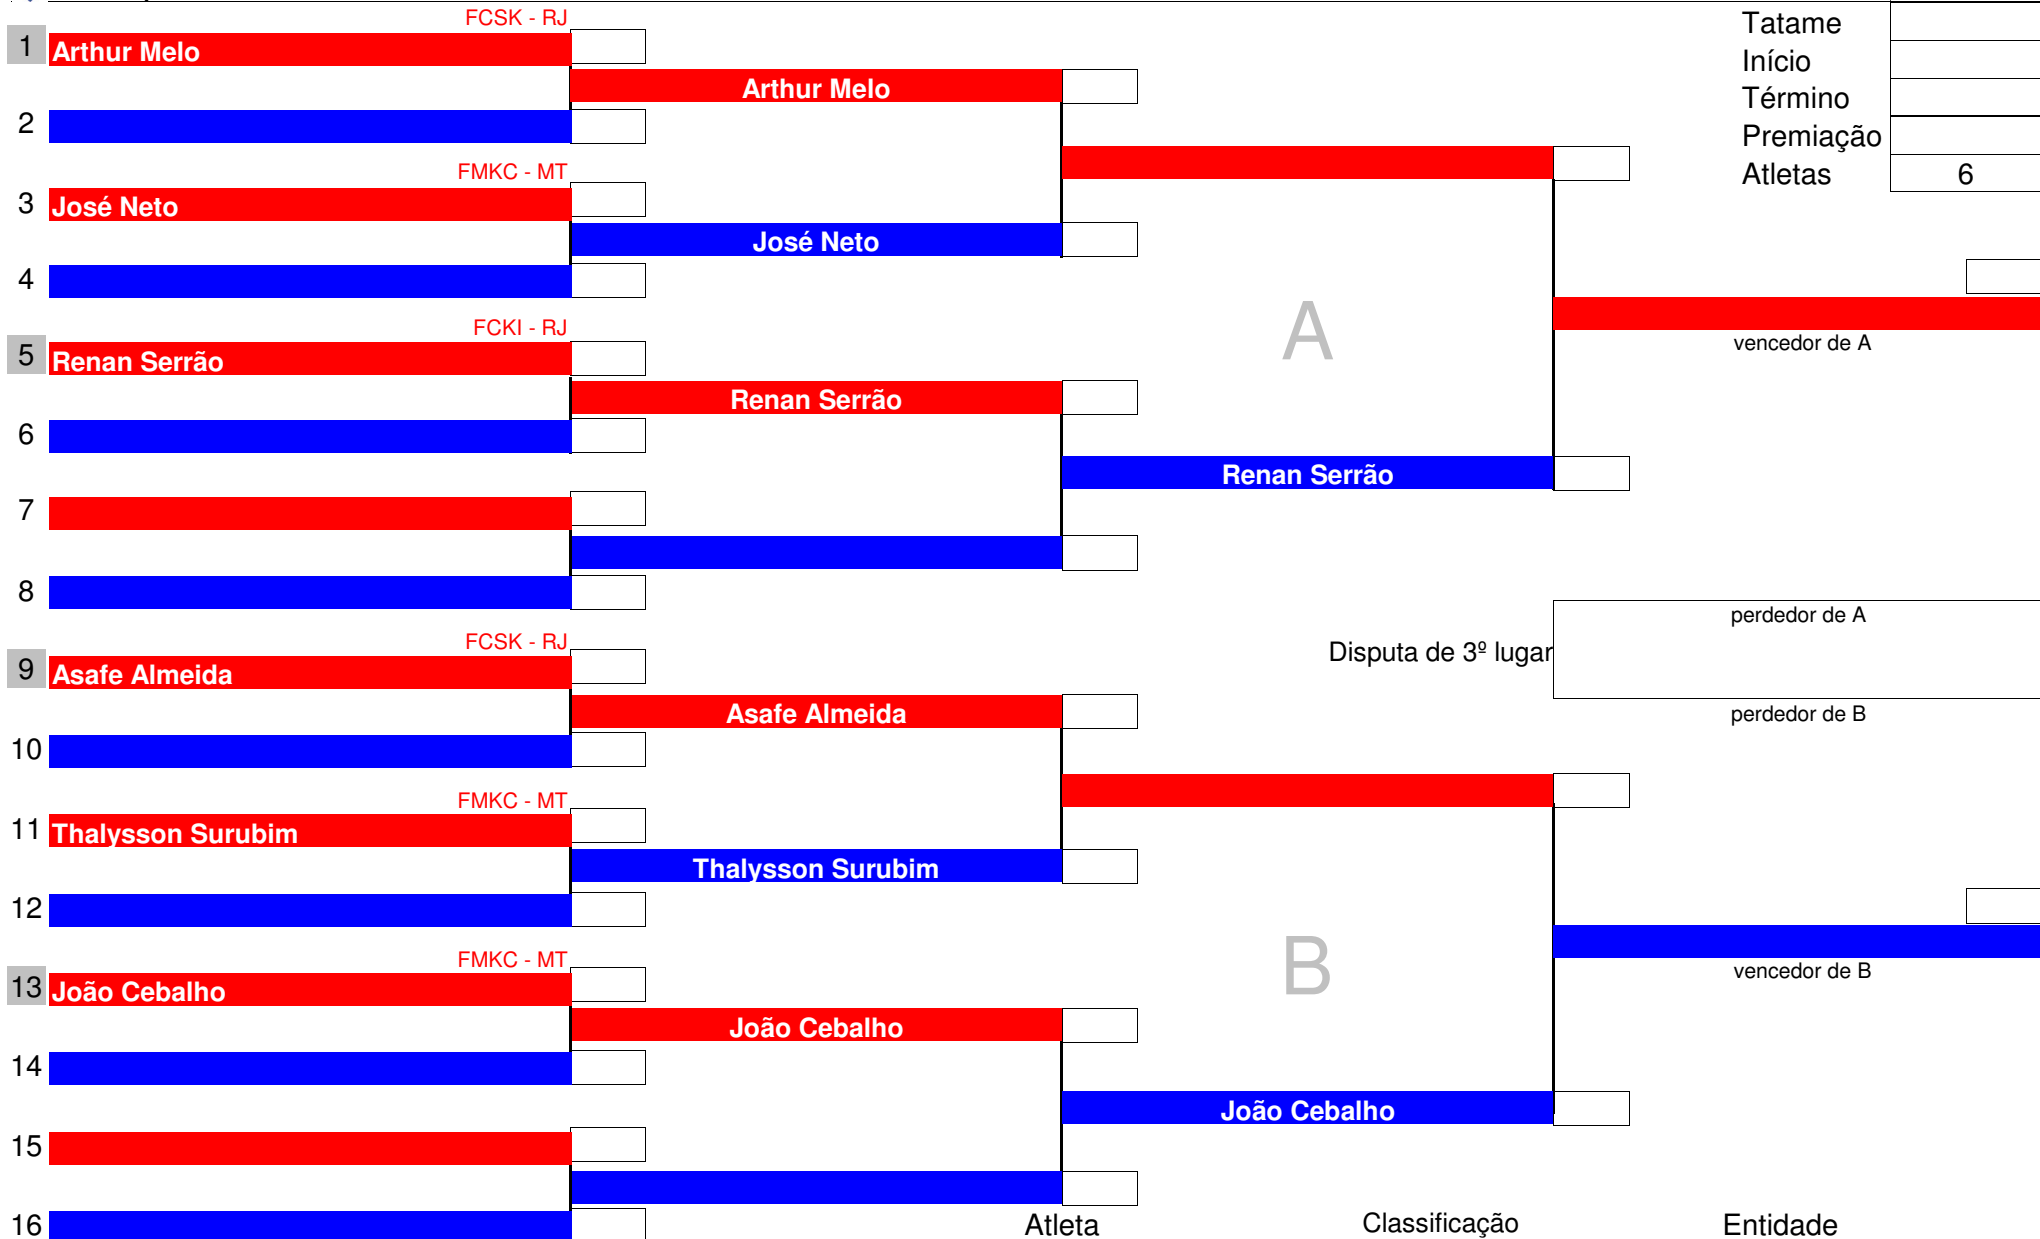 FCSK - RJ
Tatame
1 Arthur Melo
Início
Arthur Melo
Término
2
Premiação
FMKC - MT
Atletas 6
3 José Neto
José Neto
4
A
FCKI - RJ
vencedor de A
5 Renan Serrão
Renan Serrão
6
Renan Serrão
7
8
perdedor de A
FCSK - RJ
Disputa de 3º lugar
9 Asafe Almeida
Asafe Almeida
perdedor de B
10
FMKC - MT
11 Thalysson Surubim
Thalysson Surubim
12
B
FMKC - MT
vencedor de B
13 João Cebalho
João Cebalho
14
João Cebalho
15
16
Atleta Classificação Entidade